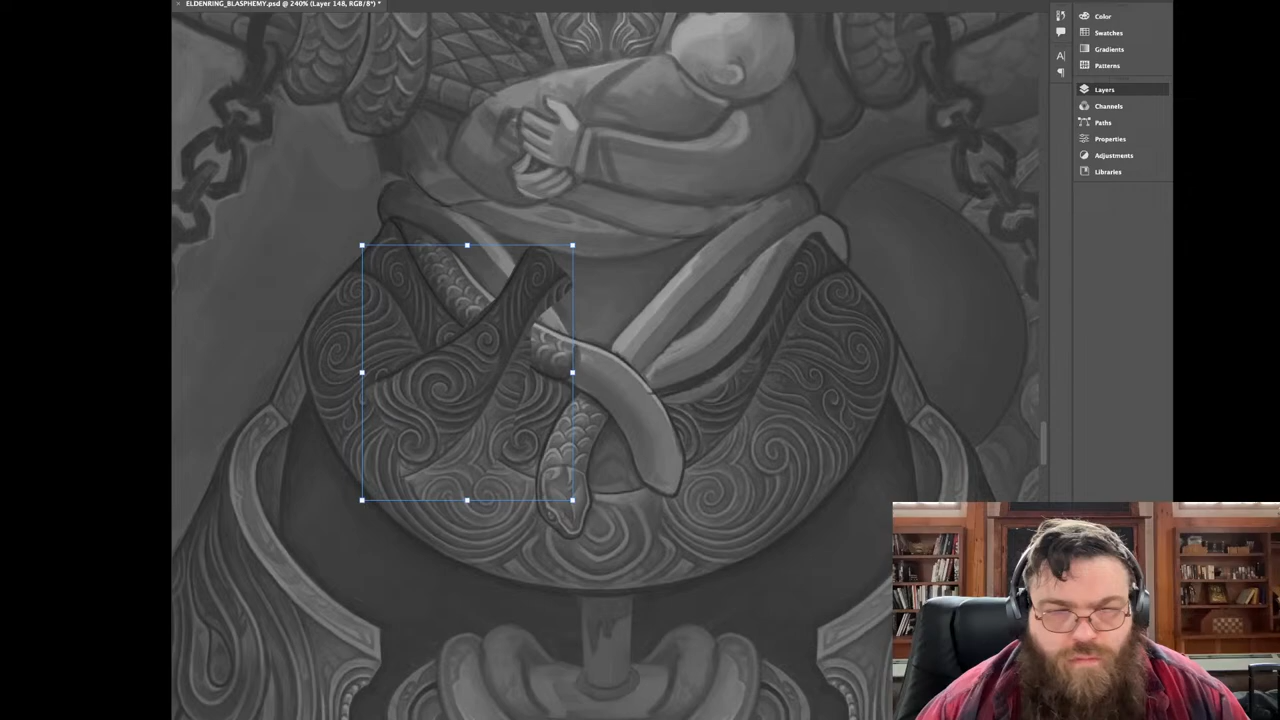 × ELDENRING_BLASPHEMY.psd @ 240% (Layer 148, RGB/8*) *
Color
Swatches
Gradients
Patterns
Layers
Channels
Paths
Properties
Adjustments
Libraries